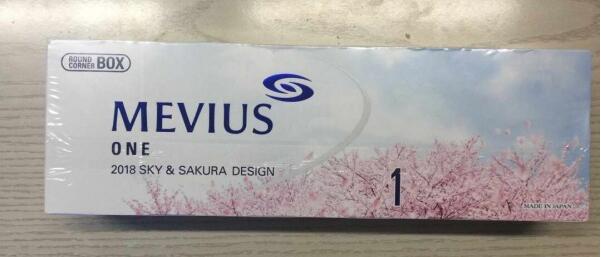 ROUND
CORNER BOX
MEVIUS
ONE
2018 SKY & SAKURA DESIGN
1
MADE IN JAPAN